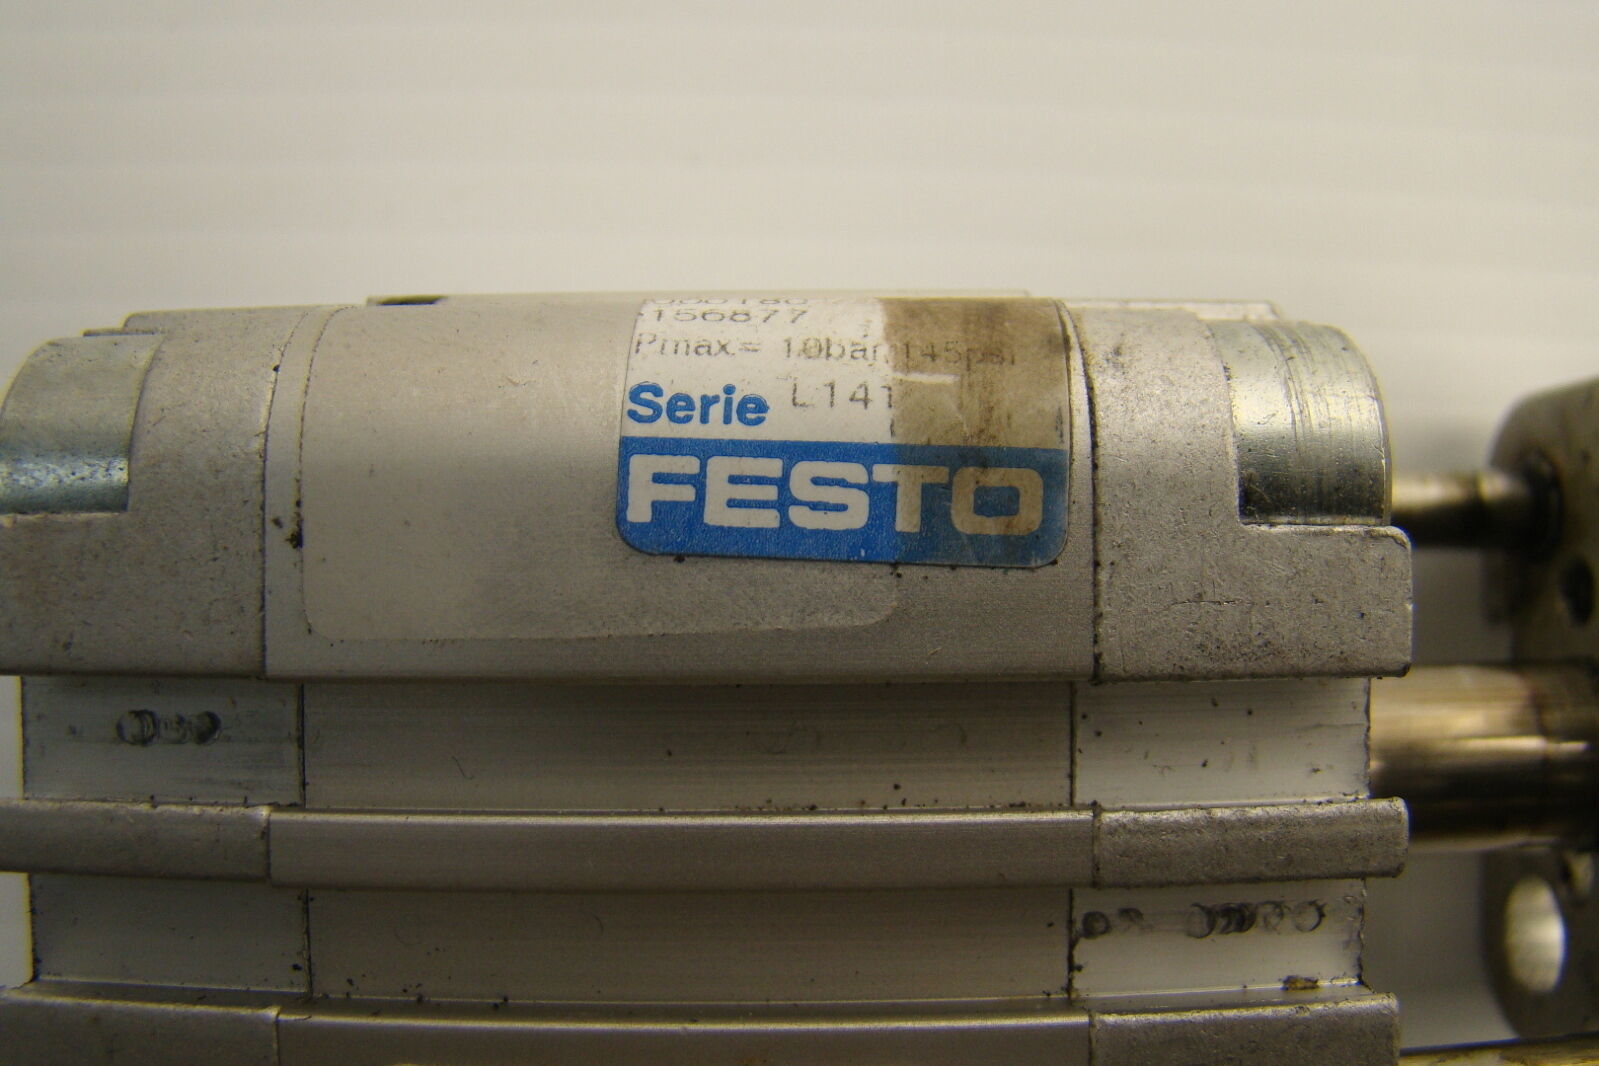 156877
Pmax= 10bar 145psi
Serie L141
FESTO